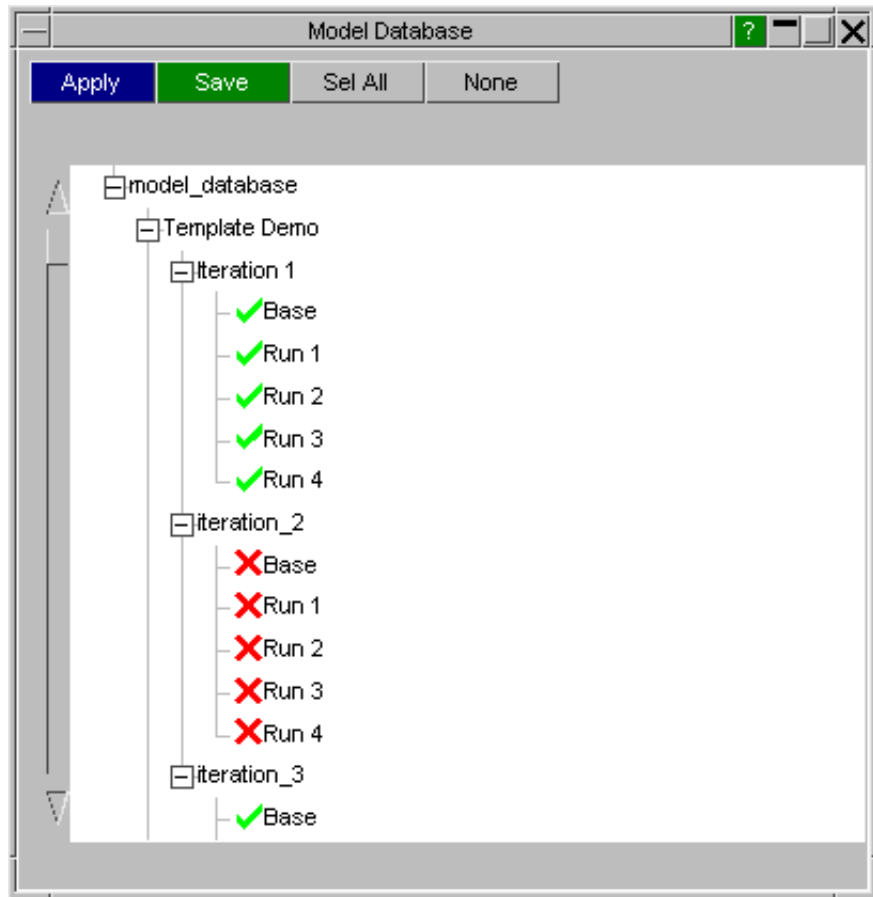 Model Database ?
Apply Save Sel All None
model_database
Template Demo
Iteration 1
Base
Run 1
Run 2
Run 3
Run 4
iteration_2
Base
Run 1
Run 2
Run 3
Run 4
iteration_3
Base